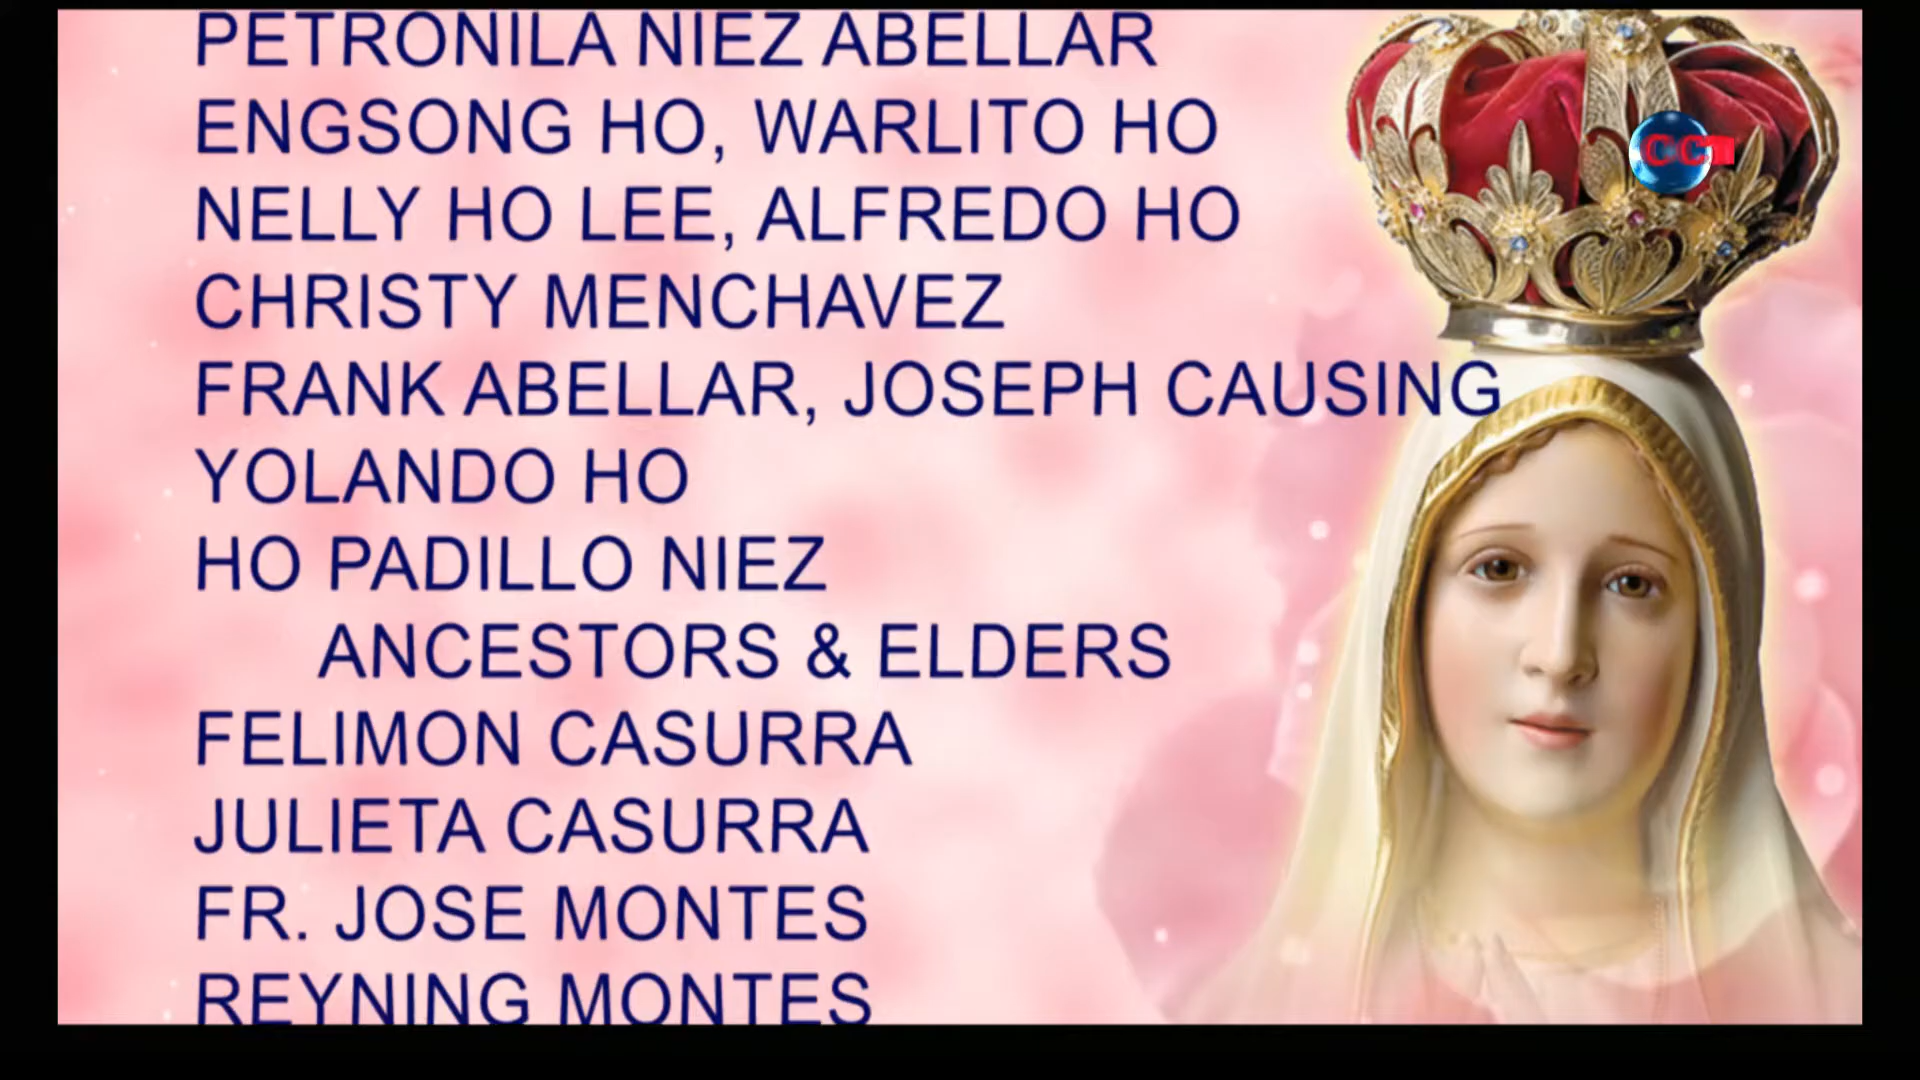 PETRONILA NIEZ ABELLAR
ENGSONG HO, WARLITO HO
NELLY HO LEE, ALFREDO HO
CHRISTY MENCHAVEZ
FRANK ABELLAR, JOSEPH CAUSING
YOLANDO HO
HO PADILLO NIEZ
ANCESTORS & ELDERS
FELIMON CASURRA
JULIETA CASURRA
FR. JOSE MONTES
REYNING MONTES
CCT